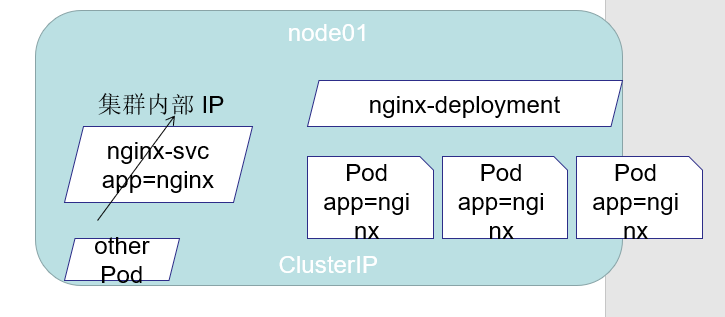 node01
集群内部 IP
nginx-deployment
nginx-svc
app=nginx
Pod
app=ngi
nx
Pod
app=ngi
nx
Pod
app=ngi
nx
other
Pod
ClusterIP